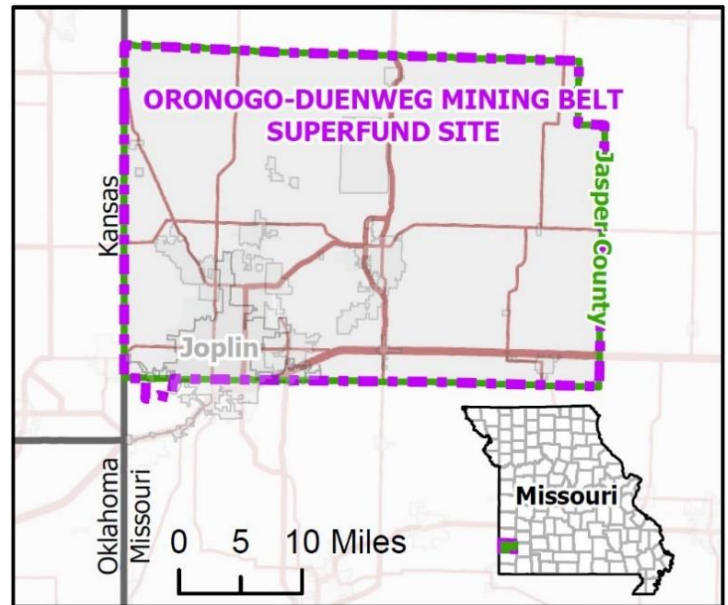 ORONOGO-DUENWEG MINING BELT
SUPERFUND SITE
Kansas
Jasper County
Joplin
Oklahoma
Missouri
0 5 10 Miles
Missouri